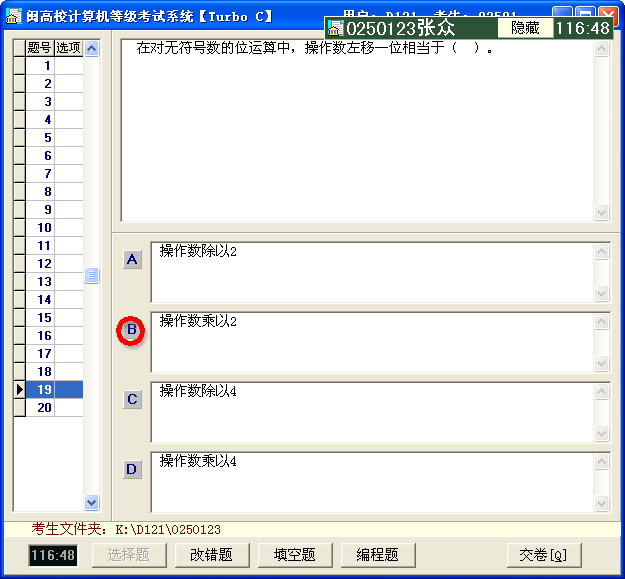 闽高校计算机等级考试系统【Turbo C】
0250123张众 隐藏 116:48
题号 选项
1
2
3
4
5
6
7
8
9
10
11
12
13
14
15
16
17
18
19
20
在对无符号数的位运算中，操作数左移一位相当于（ ）。
A 操作数除以2
B 操作数乘以2
C 操作数除以4
D 操作数乘以4
考生文件夹：K:\D121\0250123
116:48 选择题 改错题 填空题 编程题 交卷[Q]